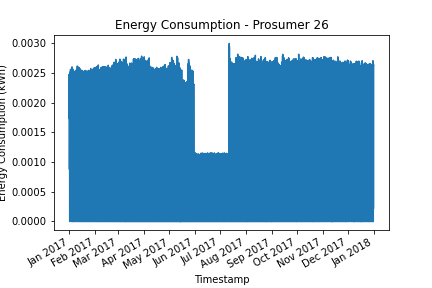 Energy Consumption - Prosumer 26
Energy Consumption (kWh)
0.0030
0.0025
0.0020
0.0015
0.0010
0.0005
0.0000
Jan 2017
Feb 2017
Mar 2017
Apr 2017
May 2017
Jun 2017
Jul 2017
Aug 2017
Sep 2017
Oct 2017
Nov 2017
Dec 2017
Jan 2018
Timestamp